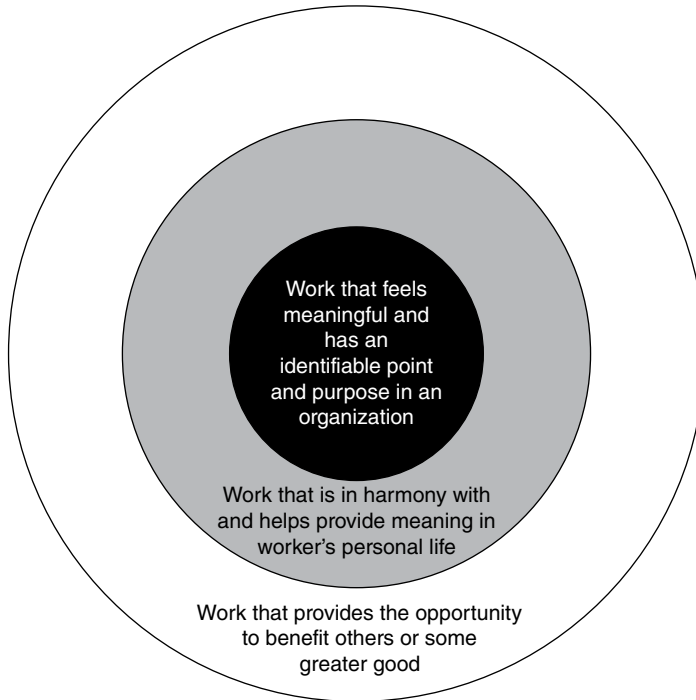 Work that feels
meaningful and
has an
identifiable point
and purpose in an
organization
Work that is in harmony with
and helps provide meaning in
worker's personal life
Work that provides the opportunity
to benefit others or some
greater good